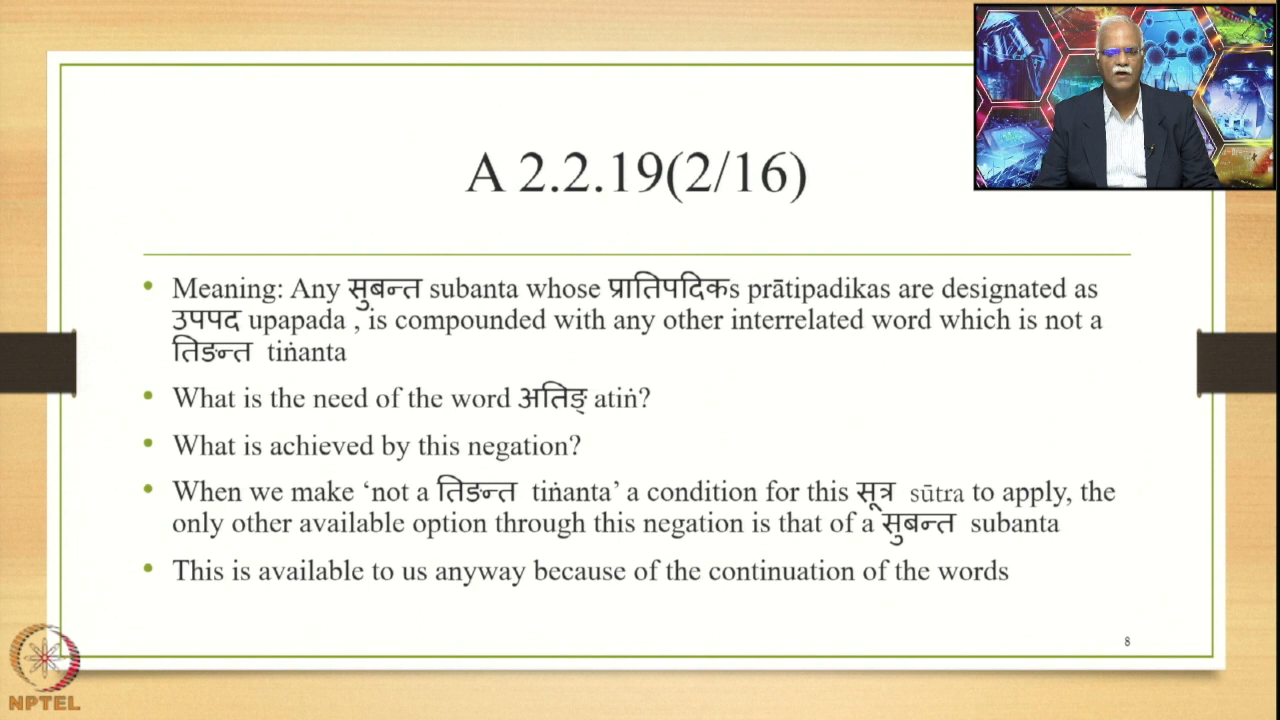 A 2.2.19(2/16)
• Meaning: Any सुबन्त subanta whose प्रातिपदिकs prātipadikas are designated as
उपपद upapada , is compounded with any other interrelated word which is not a
तिङन्त tiṅanta
• What is the need of the word अतिङ् atiṅ?
• What is achieved by this negation?
• When we make ‘not a तिङन्त tiṅanta’ a condition for this सूत्र sūtra to apply, the
only other available option through this negation is that of a सुबन्त subanta
• This is available to us anyway because of the continuation of the words
8
NPTEL